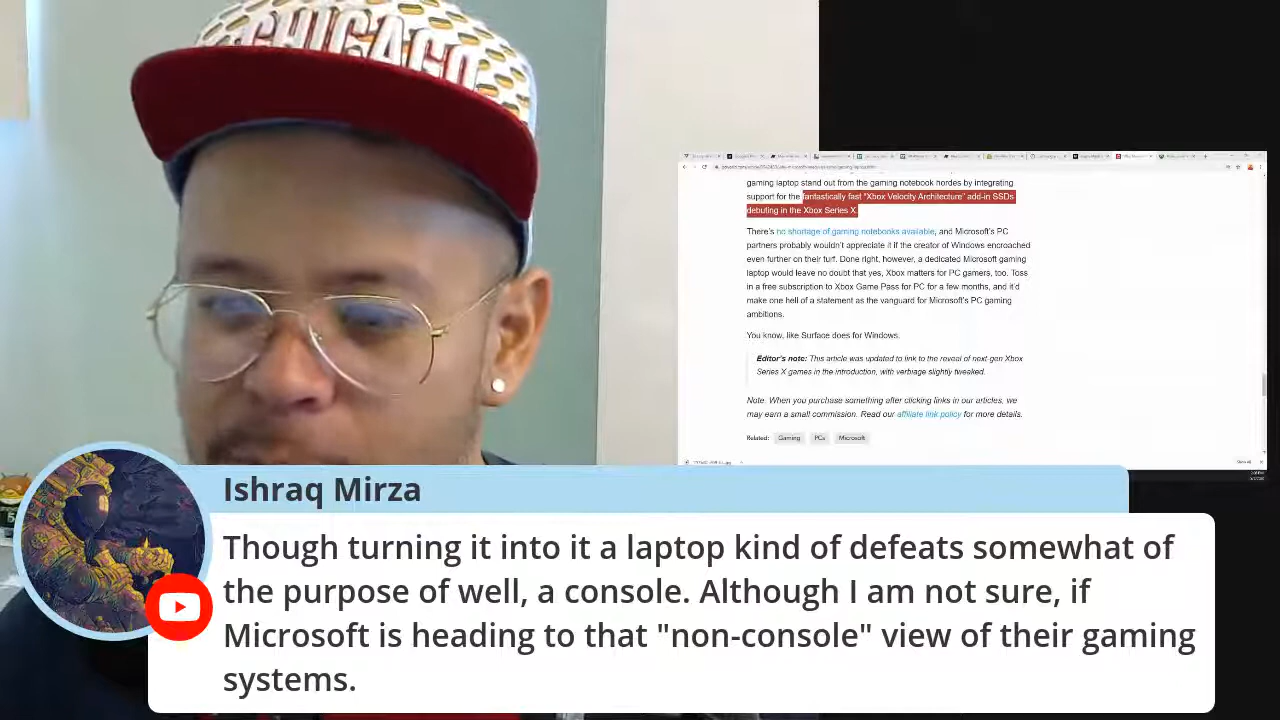 CHICAGO
gaming laptop stand out from the gaming notebook hordes by integrating
support for the fantastically fast "Xbox Velocity Architecture" add-in SSDs
debuting in the Xbox Series X.
There's no shortage of gaming notebooks available, and Microsoft's PC
partners probably wouldn't appreciate it if the creator of Windows encroached
even further on their turf. Done right, however, a dedicated Microsoft gaming
laptop would leave no doubt that yes, Xbox matters for PC gamers, too. Toss
in a free subscription to Xbox Game Pass for PC for a few months, and it'd
make one hell of a statement as the vanguard for Microsoft's PC gaming
ambitions.
You know, like Surface does for Windows.
Editor's note: This article was updated to link to the reveal of next-gen Xbox
Series X games in the introduction, with verbiage slightly tweaked.
Note: When you purchase something after clicking links in our articles, we
may earn a small commission. Read our affiliate link policy for more details.
Related: Gaming PCs Microsoft
Ishraq Mirza
Though turning it into it a laptop kind of defeats somewhat of
the purpose of well, a console. Although I am not sure, if
Microsoft is heading to that "non-console" view of their gaming
systems.